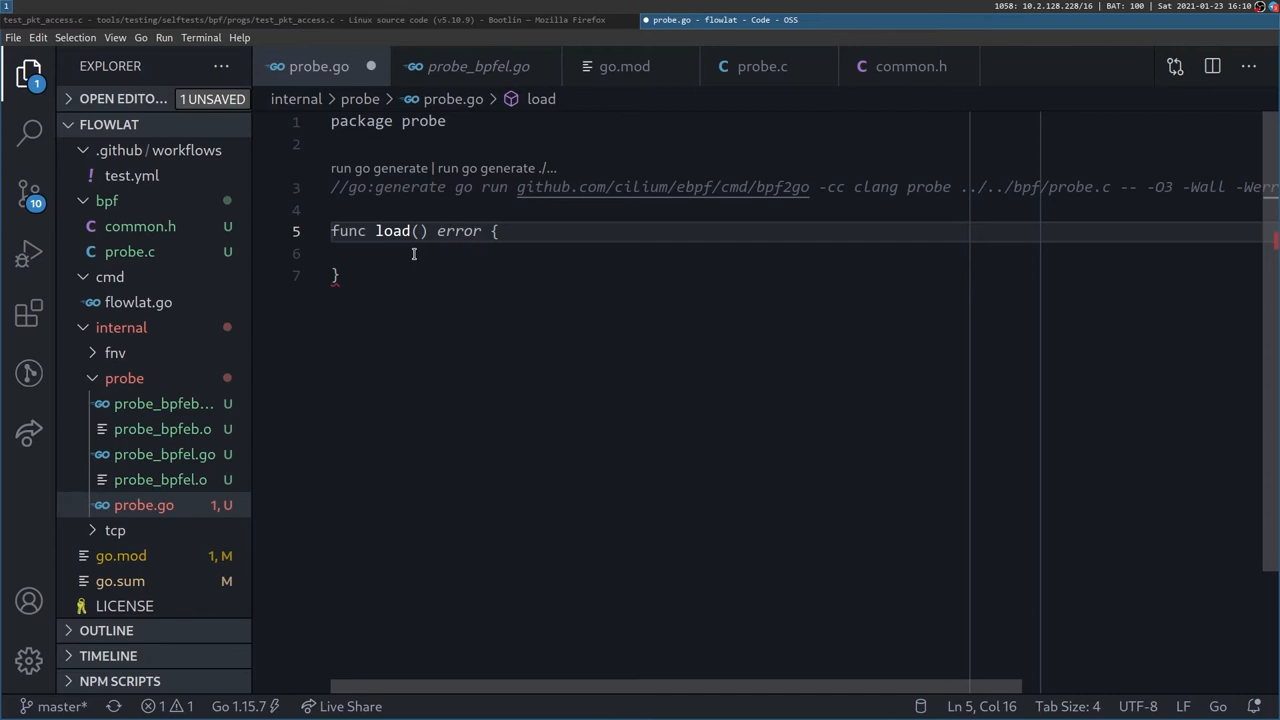 1
1058: 10.2.128.228/16 | BAT: 100 | Sat 2021-01-23 16:10
test_pkt_access.c - tools/testing/selftests/bpf/progs/test_pkt_access.c - Linux source code (v5.10.9) - Bootlin — Mozilla Firefox
probe.go - flowlat - Code - OSS
File Edit Selection View Go Run Terminal Help
1
10
EXPLORER
OPEN EDITO... 1 UNSAVED
FLOWLAT
.github / workflows
test.yml
bpf
common.h U
probe.c U
cmd
flowlat.go
internal
fnv
probe
probe_bpfeb... U
probe_bpfeb.o U
probe_bpfel.go U
probe_bpfel.o U
probe.go 1, U
tcp
go.mod 1, M
go.sum M
LICENSE
OUTLINE
TIMELINE
NPM SCRIPTS
probe.go probe_bpfel.go go.mod probe.c common.h
internal > probe > probe.go > load
1 package probe
2
run go generate | run go generate ./...
3 //go:generate go run github.com/cilium/ebpf/cmd/bpf2go -cc clang probe ../../bpf/probe.c -- -O3 -Wall -Werr
4
5 func load() error {
6
7 }
master* 1 1 Go 1.15.7 Live Share
Ln 5, Col 16 Tab Size: 4 UTF-8 LF Go